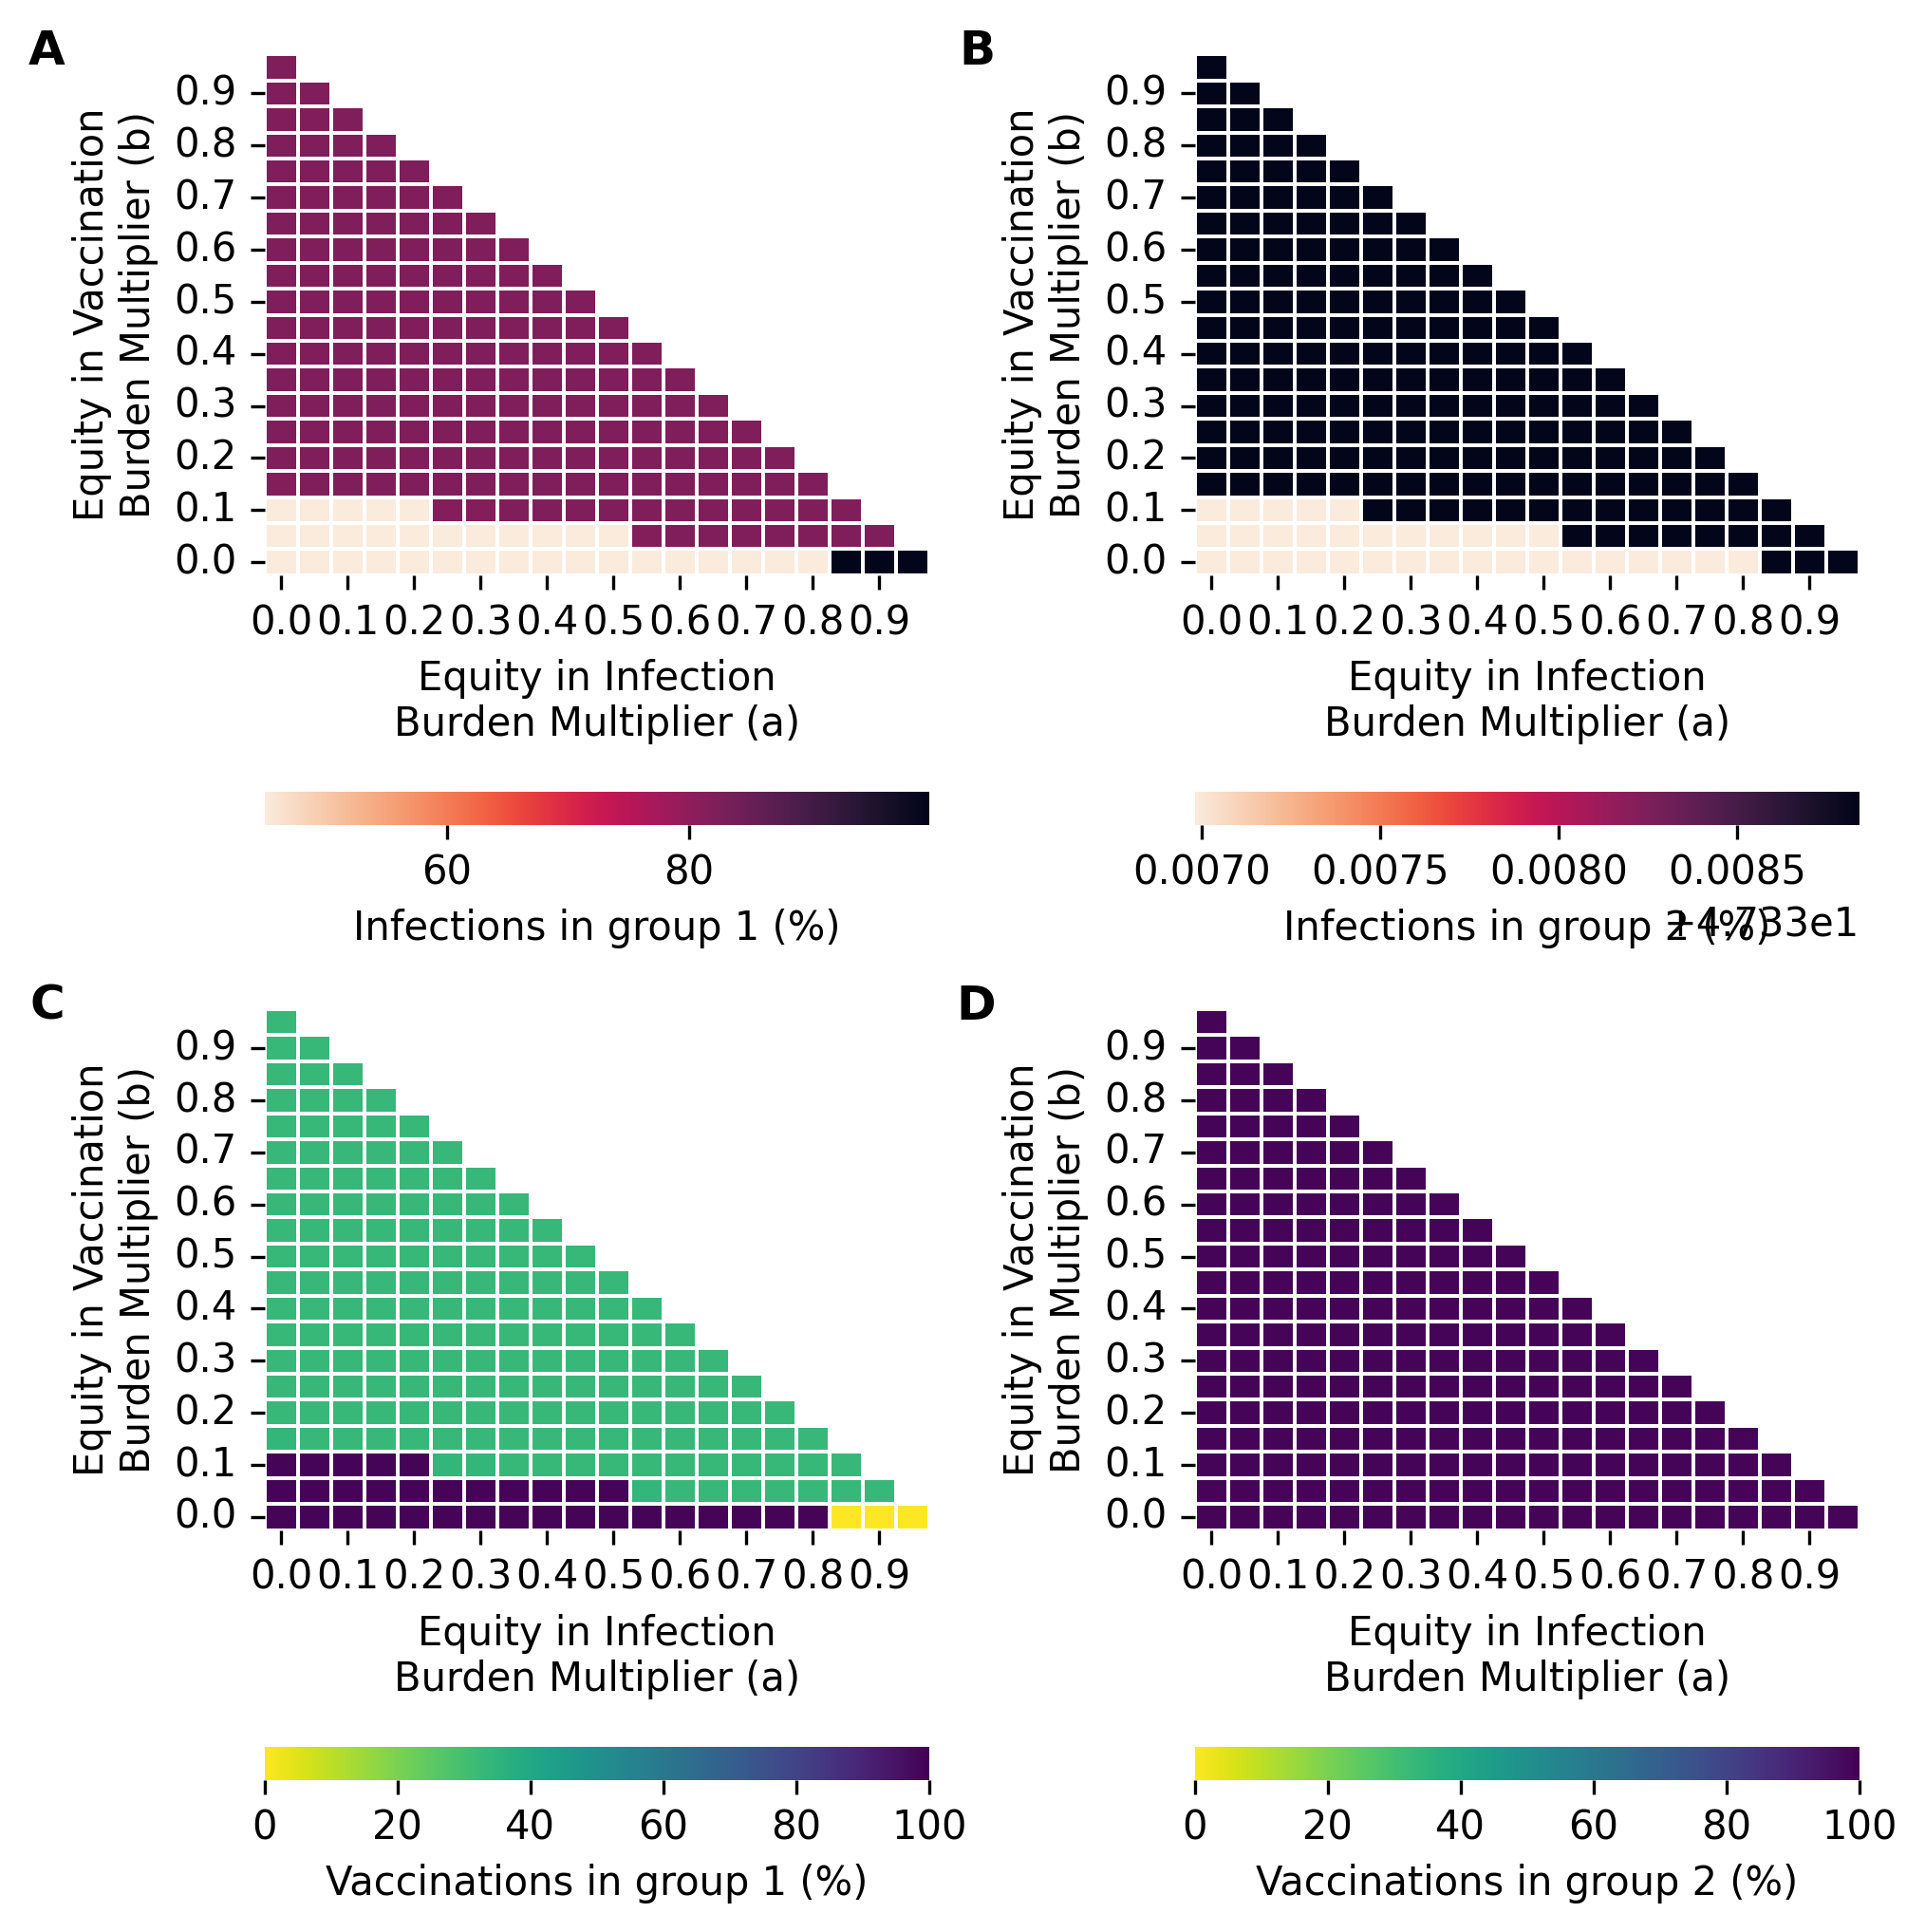 A
Equity in Vaccination
Burden Multiplier (b)
0.9
0.8
0.7
0.6
0.5
0.4
0.3
0.2
0.1
0.0
0.0 0.1 0.2 0.3 0.4 0.5 0.6 0.7 0.8 0.9
Equity in Infection
Burden Multiplier (a)
60 80
Infections in group 1 (%)
B
Equity in Vaccination
Burden Multiplier (b)
0.9
0.8
0.7
0.6
0.5
0.4
0.3
0.2
0.1
0.0
0.0 0.1 0.2 0.3 0.4 0.5 0.6 0.7 0.8 0.9
Equity in Infection
Burden Multiplier (a)
0.0070 0.0075 0.0080 0.0085
+4.733e1
Infections in group 2 (%)
C
Equity in Vaccination
Burden Multiplier (b)
0.9
0.8
0.7
0.6
0.5
0.4
0.3
0.2
0.1
0.0
0.0 0.1 0.2 0.3 0.4 0.5 0.6 0.7 0.8 0.9
Equity in Infection
Burden Multiplier (a)
0 20 40 60 80 100
Vaccinations in group 1 (%)
D
Equity in Vaccination
Burden Multiplier (b)
0.9
0.8
0.7
0.6
0.5
0.4
0.3
0.2
0.1
0.0
0.0 0.1 0.2 0.3 0.4 0.5 0.6 0.7 0.8 0.9
Equity in Infection
Burden Multiplier (a)
0 20 40 60 80 100
Vaccinations in group 2 (%)